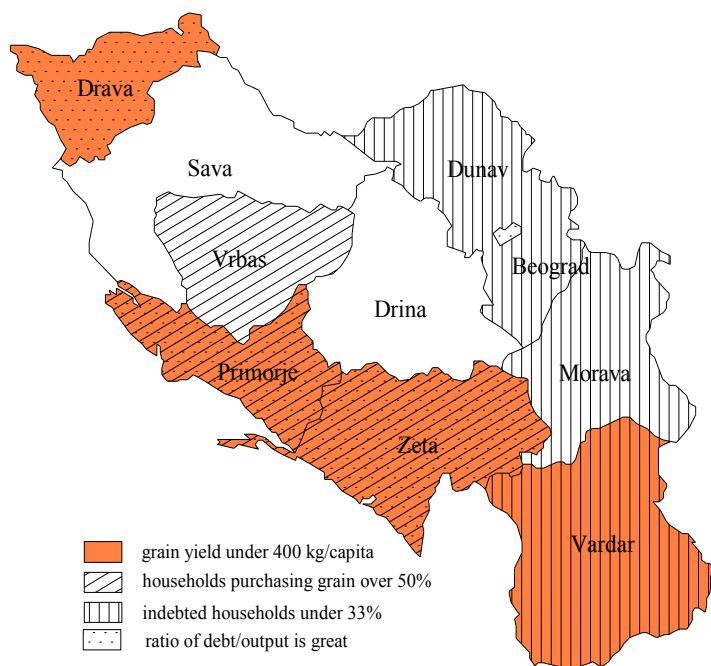 Drava
Sava
Dunav
Vrbas
Beograd
Drina
Primorje
Morava
Zeta
Vardar
grain yield under 400 kg/capita
households purchasing grain over 50%
indebted households under 33%
ratio of debt/output is great